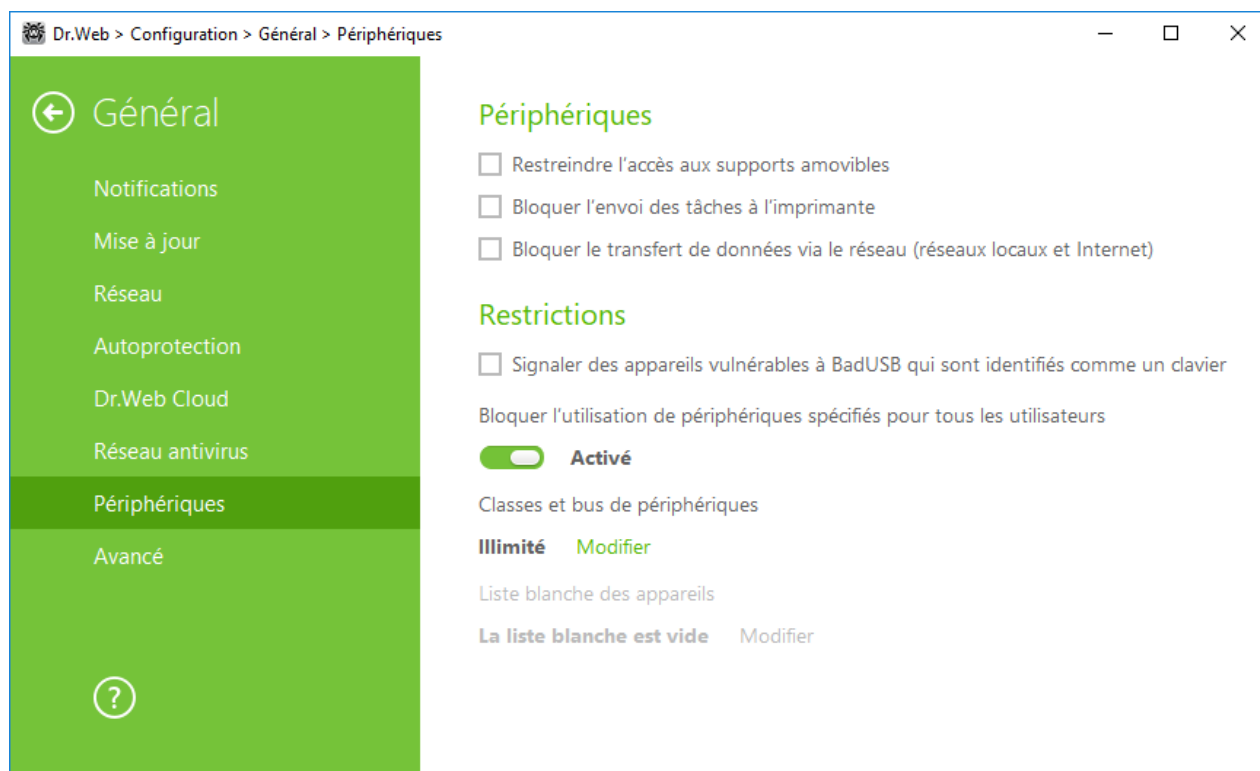 Dr.Web > Configuration > Général > Périphériques
Général
Notifications
Mise à jour
Réseau
Autoprotection
Dr.Web Cloud
Réseau antivirus
Périphériques
Avancé
?
Périphériques
Restreindre l’accès aux supports amovibles
Bloquer l’envoi des tâches à l’imprimante
Bloquer le transfert de données via le réseau (réseaux locaux et Internet)
Restrictions
Signaler des appareils vulnérables à BadUSB qui sont identifiés comme un clavier
Bloquer l’utilisation de périphériques spécifiés pour tous les utilisateurs
Activé
Classes et bus de périphériques
Illimité Modifier
Liste blanche des appareils
La liste blanche est vide Modifier